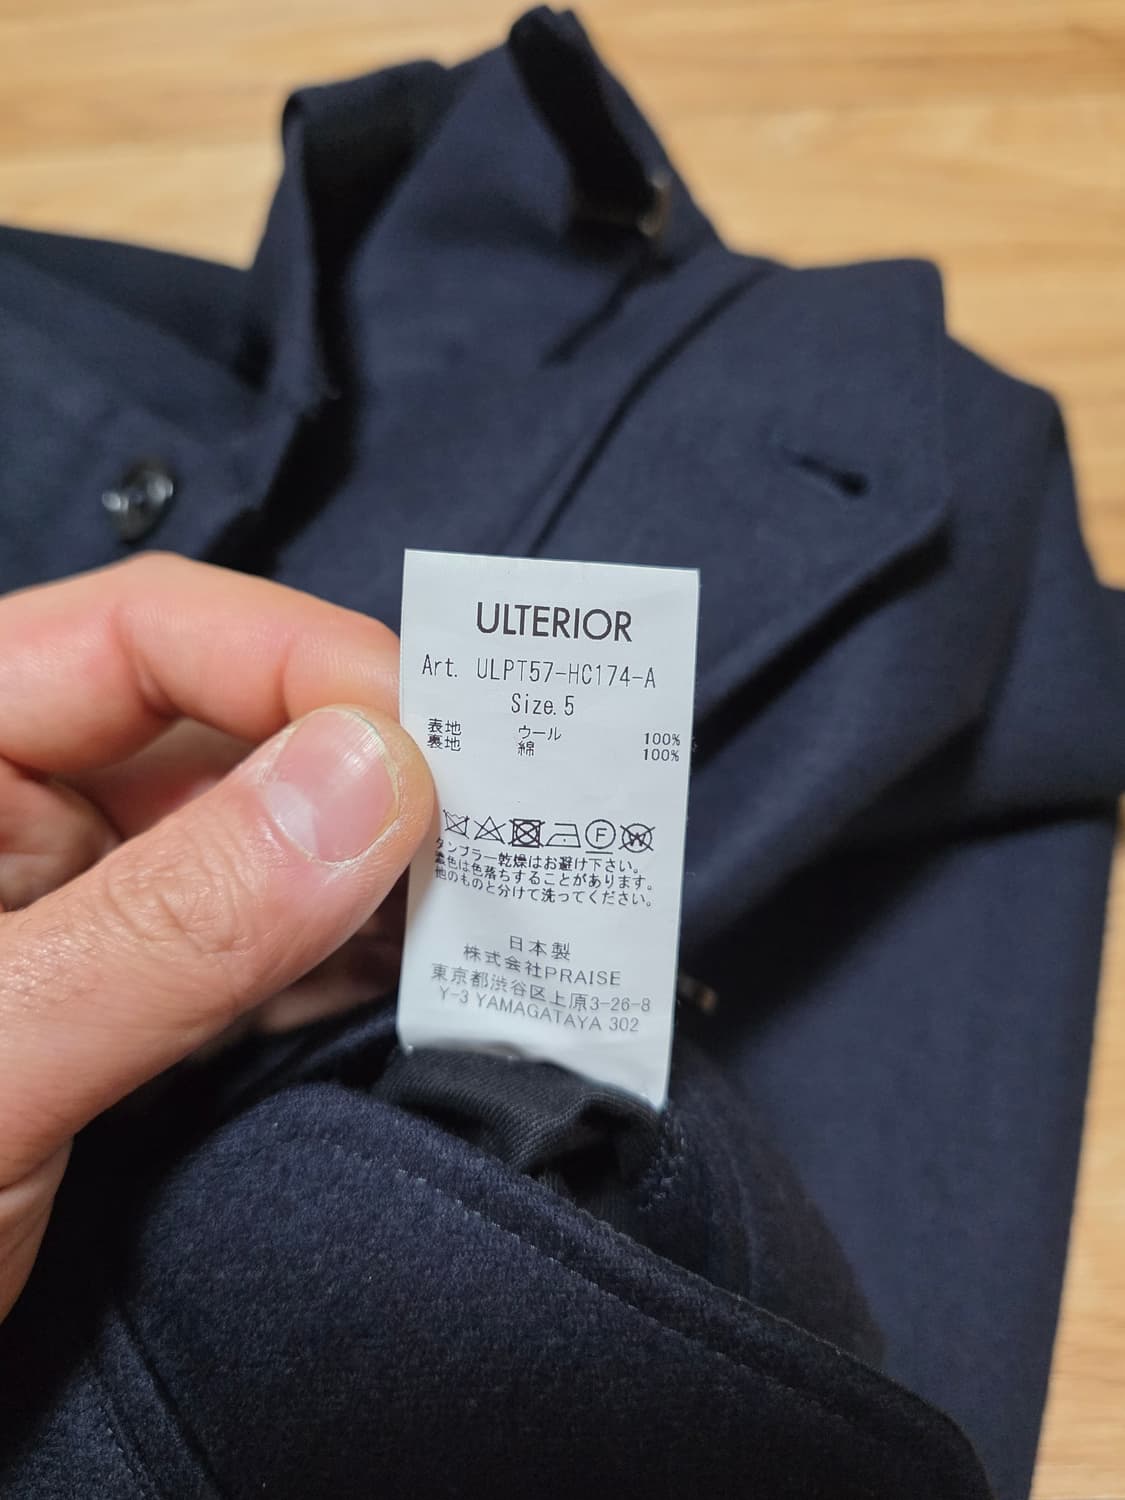 ULTERIOR
Art. ULPT57-HC174-A
Size. 5
表地 ウール 100%
裏地 綿 100%
F W
タンブラー乾燥はお避け下さい。
濃色は色落ちすることがあります。
他のものと分けて洗ってください。
日本製
株式会社PRAISE
東京都渋谷区上原3-26-8
Y-3 YAMAGATAYA 302